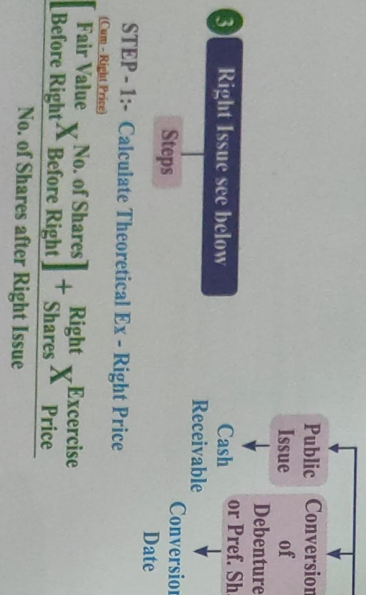 Public
Issue
Cash
Receivable
Conversion
of
Debenture
or Pref. Sh
Conversion
Date
3 Right Issue see below
Steps
STEP - 1:- Calculate Theoretical Ex - Right Price
(Cum - Right Price)
[Fair Value Before Right X No. of Shares Before Right] + Right Shares X Excercise Price
No. of Shares after Right Issue